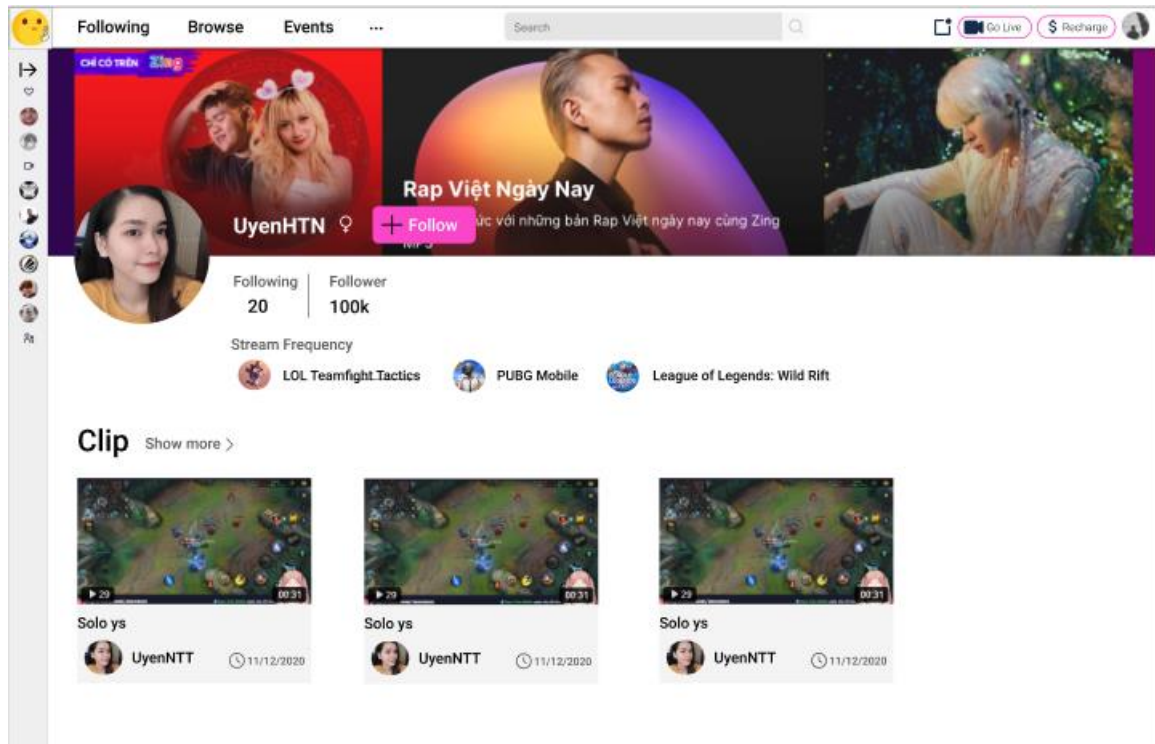 Following Browse Events ...
Search
Go Live
$ Recharge
CHỈ CÓ TRÊN Zing
Rap Việt Ngày Nay
UyenHTN
+ Follow
ức với những bản Rap Việt ngày nay cùng Zing
MP3
Following Follower
20 100k
Stream Frequency
LOL Teamfight Tactics PUBG Mobile League of Legends: Wild Rift
Clip Show more >
29 00:31 29 00:31 29 00:31
Solo ys Solo ys Solo ys
UyenNTT 11/12/2020 UyenNTT 11/12/2020 UyenNTT 11/12/2020